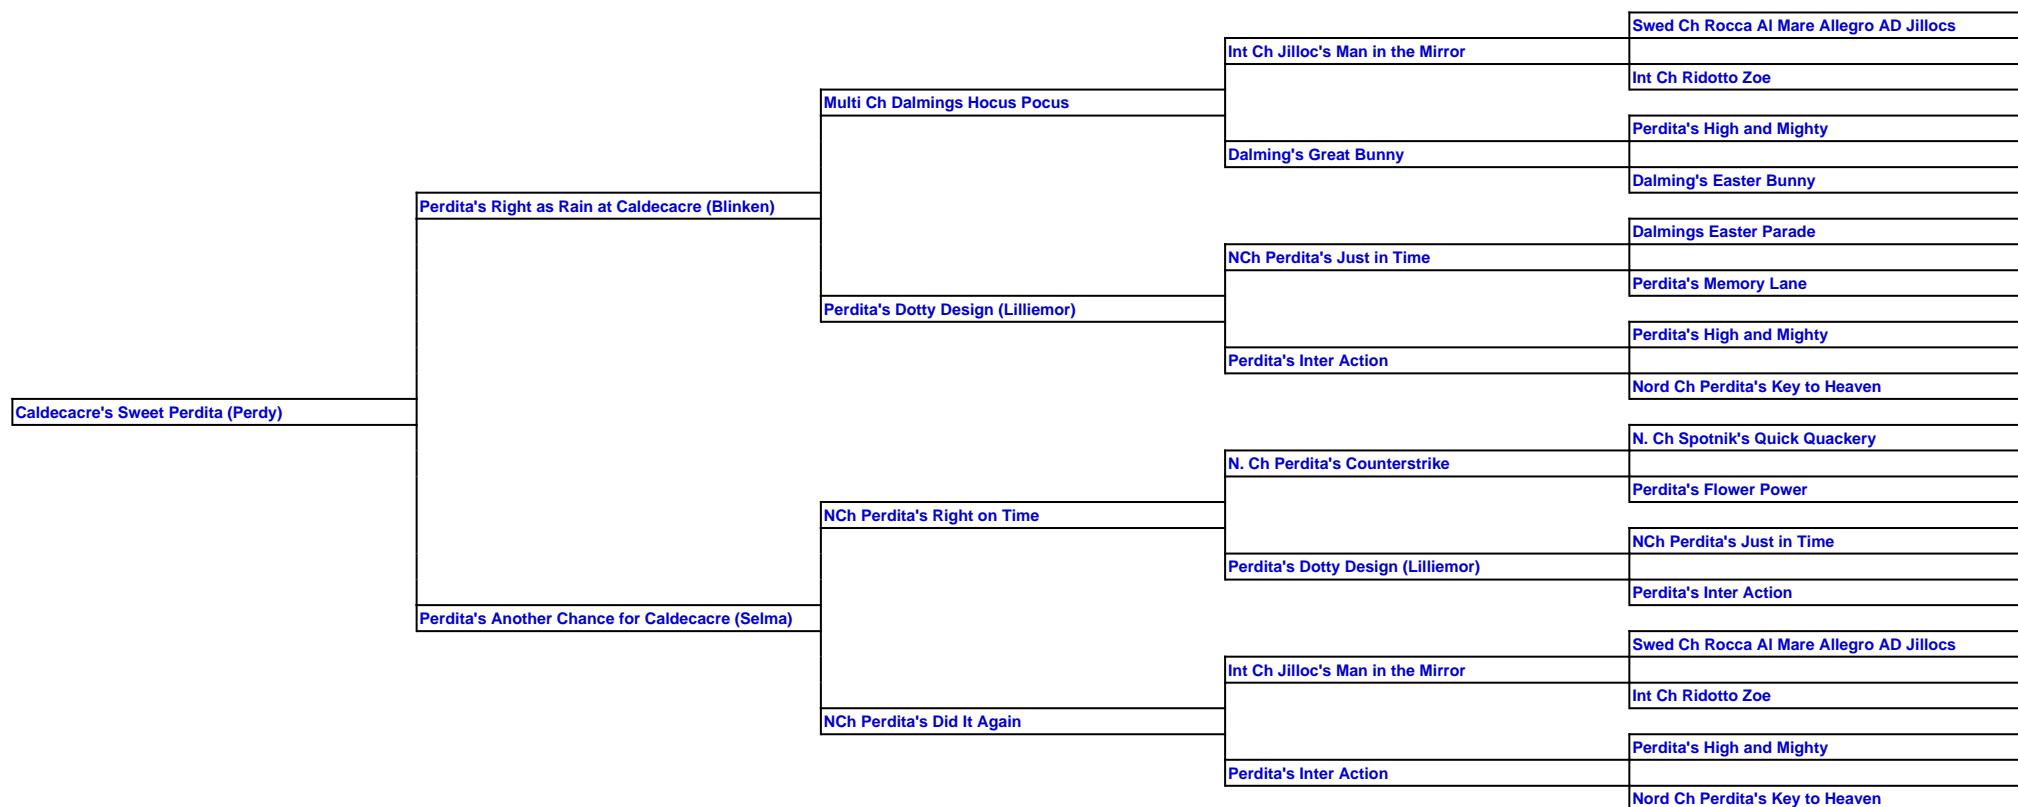 Swed Ch Rocca Al Mare Allegro AD Jillocs
Int Ch Jilloc's Man in the Mirror
Int Ch Ridotto Zoe
Multi Ch Dalmings Hocus Pocus
Perdita's High and Mighty
Dalming's Great Bunny
Dalming's Easter Bunny
Perdita's Right as Rain at Caldecacre (Blinken)
Dalmings Easter Parade
NCh Perdita's Just in Time
Perdita's Memory Lane
Perdita's Dotty Design (Lilliemor)
Perdita's High and Mighty
Perdita's Inter Action
Nord Ch Perdita's Key to Heaven
Caldecacre's Sweet Perdita (Perdy)
N. Ch Spotnik's Quick Quackery
N. Ch Perdita's Counterstrike
Perdita's Flower Power
NCh Perdita's Right on Time
NCh Perdita's Just in Time
Perdita's Dotty Design (Lilliemor)
Perdita's Inter Action
Perdita's Another Chance for Caldecacre (Selma)
Swed Ch Rocca Al Mare Allegro AD Jillocs
Int Ch Jilloc's Man in the Mirror
Int Ch Ridotto Zoe
NCh Perdita's Did It Again
Perdita's High and Mighty
Perdita's Inter Action
Nord Ch Perdita's Key to Heaven